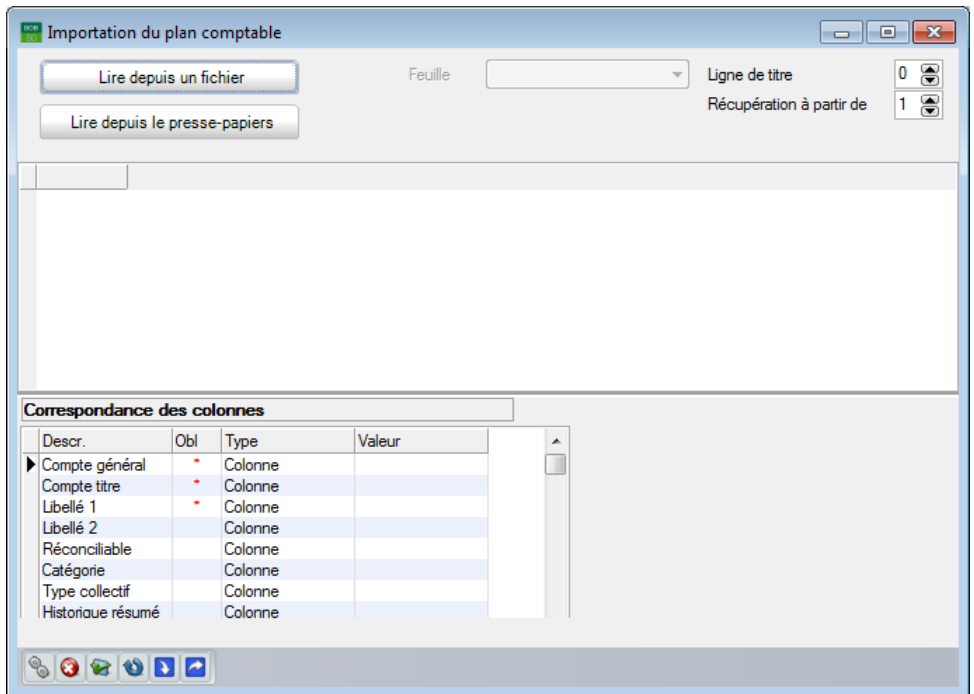 BOB 50 Importation du plan comptable
Lire depuis un fichier Feuille Ligne de titre 0
Récupération à partir de 1
Lire depuis le presse-papiers
Correspondance des colonnes
Descr. Obl Type Valeur
Compte général * Colonne
Compte titre * Colonne
Libellé 1 * Colonne
Libellé 2 Colonne
Réconciliable Colonne
Catégorie Colonne
Type collectif Colonne
Historique résumé Colonne